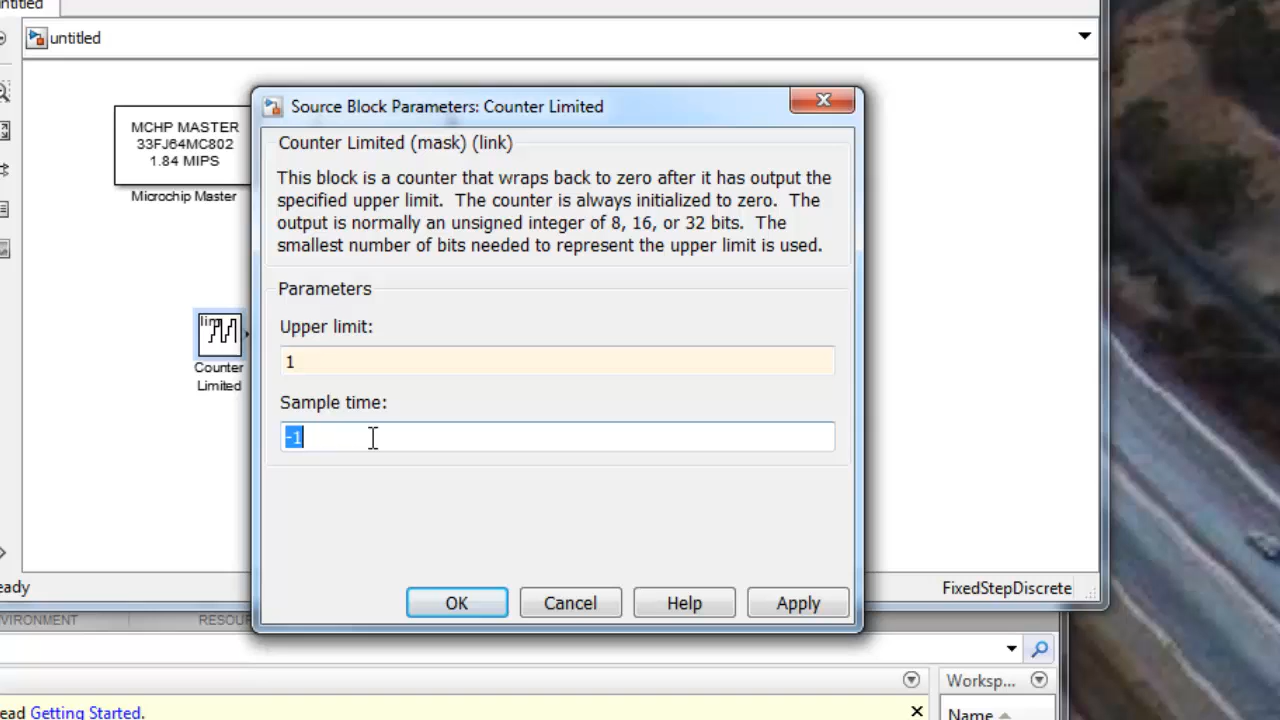 untitled
untitled
MCHP MASTER
33FJ64MC802
1.84 MIPS
Microchip Master
Counter
Limited
Source Block Parameters: Counter Limited
Counter Limited (mask) (link)
This block is a counter that wraps back to zero after it has output the
specified upper limit.  The counter is always initialized to zero.  The
output is normally an unsigned integer of 8, 16, or 32 bits.  The
smallest number of bits needed to represent the upper limit is used.
Parameters
Upper limit:
1
Sample time:
-1
OK
Cancel
Help
Apply
eady
FixedStepDiscrete
VIRONMENT
RESOU
ead Getting Started.
Worksp...
Name